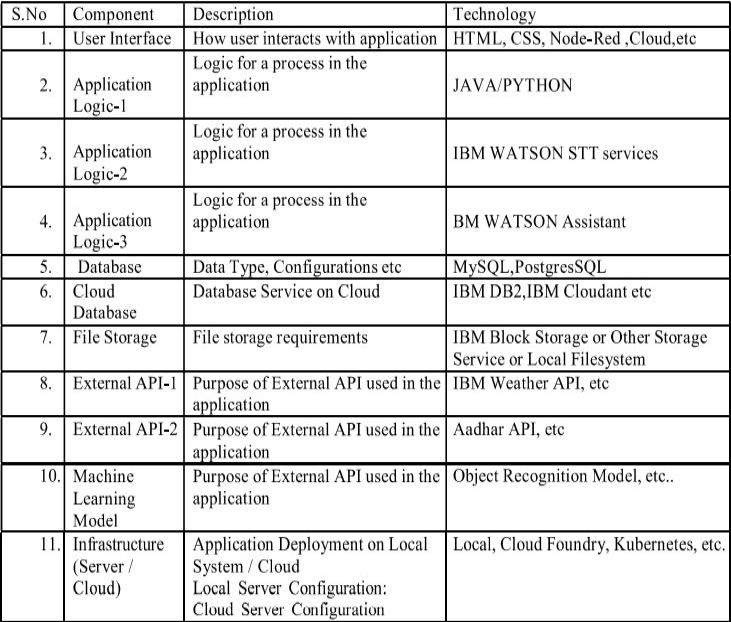 S.No Component Description Technology
1. User Interface How user interacts with application HTML, CSS, Node-Red ,Cloud,etc
2. Application Logic-1 Logic for a process in the application JAVA/PYTHON
3. Application Logic-2 Logic for a process in the application IBM WATSON STT services
4. Application Logic-3 Logic for a process in the application BM WATSON Assistant
5. Database Data Type, Configurations etc MySQL,PostgresSQL
6. Cloud Database Database Service on Cloud IBM DB2,IBM Cloudant etc
7. File Storage File storage requirements IBM Block Storage or Other Storage Service or Local Filesystem
8. External API-1 Purpose of External API used in the application IBM Weather API, etc
9. External API-2 Purpose of External API used in the application Aadhar API, etc
10. Machine Learning Model Purpose of External API used in the application Object Recognition Model, etc..
11. Infrastructure (Server / Cloud) Application Deployment on Local System / Cloud Local Server Configuration: Cloud Server Configuration Local, Cloud Foundry, Kubernetes, etc.